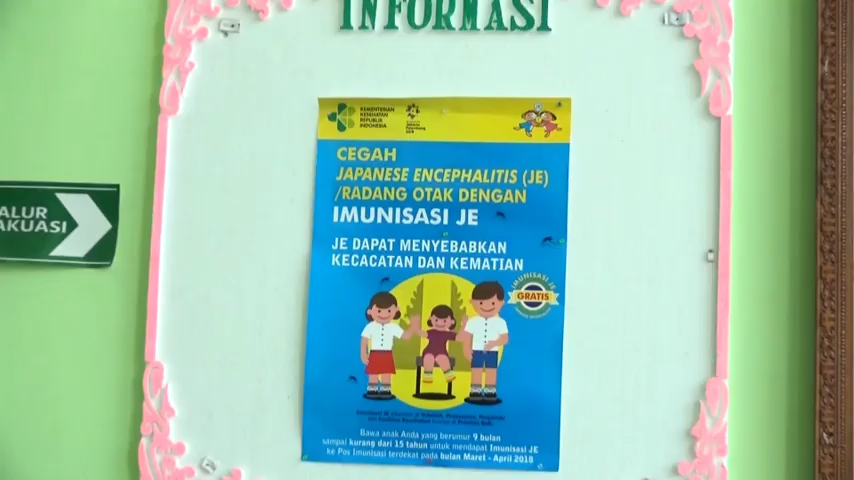 INFORMASI
KEMENTERIAN
KESEHATAN
REPUBLIK
INDONESIA
CEGAH
JAPANESE ENCEPHALITIS (JE)
/RADANG OTAK DENGAN
IMUNISASI JE
JE DAPAT MENYEBABKAN
KECACATAN DAN KEMATIAN
IMUNISASI JE
GRATIS
ALUR
AKUASI
Bawa anak Anda yang berumur 9 bulan
sampai kurang dari 15 tahun untuk mendapat Imunisasi JE
ke Pos Imunisasi terdekat pada bulan Maret - April 2018